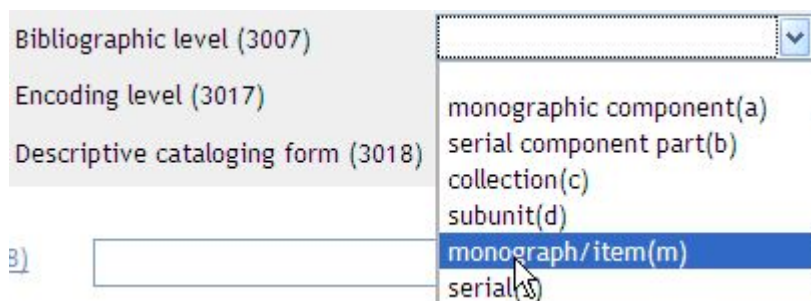 Bibliographic level (3007)
Encoding level (3017)
Descriptive cataloging form (3018)
monographic component(a)
serial component part(b)
collection(c)
subunit(d)
monograph/item(m)
serial